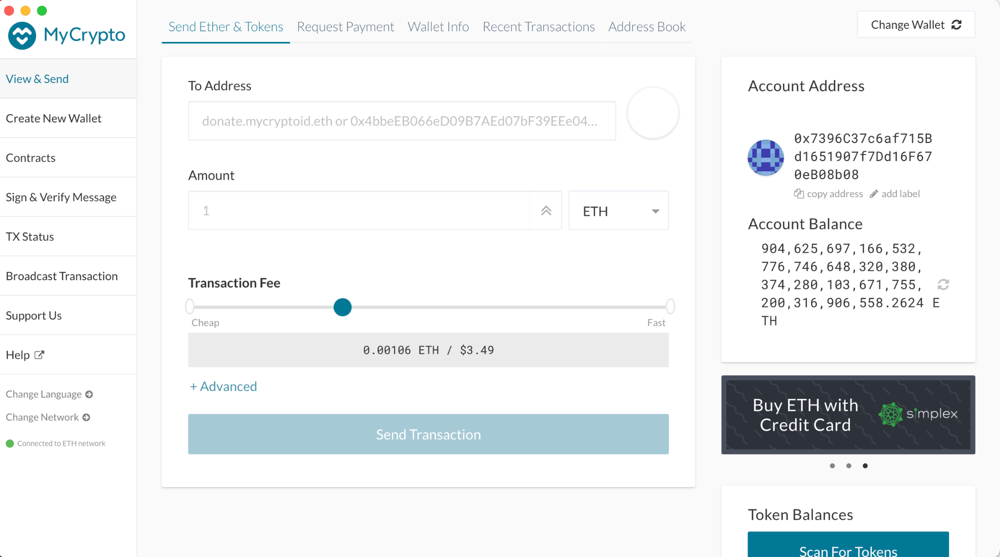 MyCrypto
View & Send
Create New Wallet
Contracts
Sign & Verify Message
TX Status
Broadcast Transaction
Support Us
Help
Change Language
Change Network
Connected to ETH network
Send Ether & Tokens
Request Payment
Wallet Info
Recent Transactions
Address Book
Change Wallet
To Address
donate.mycryptoid.eth or 0x4bbeEB066eD09B7AEd07bF39EEe04...
Amount
1
ETH
Transaction Fee
Cheap
Fast
0.00106 ETH / $3.49
+ Advanced
Send Transaction
Account Address
0x7396C37c6af715B
d1651907f7Dd16F67
0eB08b08
copy address
add label
Account Balance
904,625,697,166,532,
776,746,648,320,380,
374,280,103,671,755,
200,316,906,558.2624 E
TH
Buy ETH with
Credit Card
simplex
Token Balances
Scan For Tokens